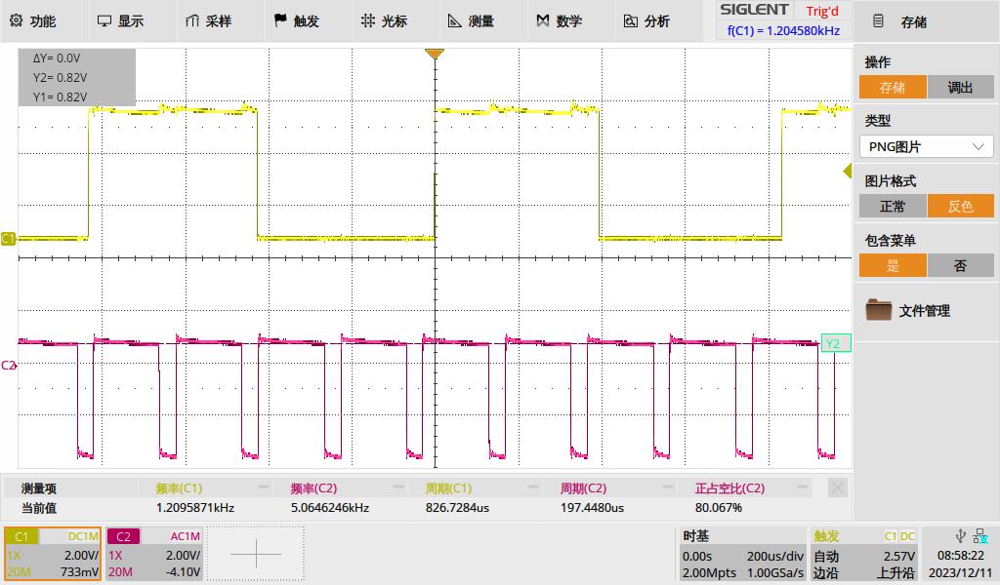 功能 显示 采样 触发 光标 测量 数学 分析
SIGLENT Trig'd
f(C1) = 1.204580kHz
存储
ΔY= 0.0V
Y2= 0.82V
Y1= 0.82V
操作
存储 调出
类型
PNG图片
图片格式
正常 反色
包含菜单
是 否
文件管理
C1
Y2
C2
测量项 频率(C1) 频率(C2) 周期(C1) 周期(C2) 正占空比(C2)
当前值 1.2095871kHz 5.0646246kHz 826.7284us 197.4480us 80.067%
C1 DC1M
1X 2.00V/
20M 733mV
C2 AC1M
1X 2.00V/
20M -4.10V
时基
0.00s 200us/div
2.00Mpts 1.00GSa/s
触发 C1 DC
自动 2.57V
边沿 上升沿
08:58:22
2023/12/11